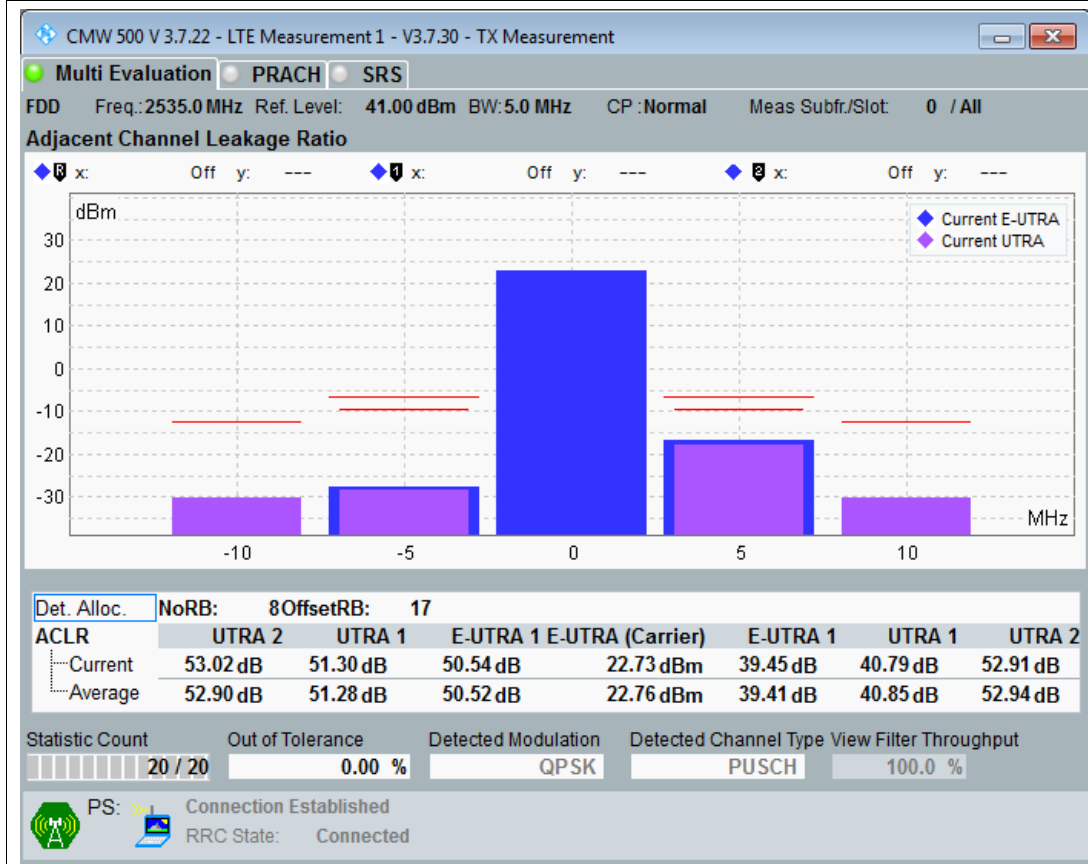 CMW 500 V 3.7.22 - LTE Measurement 1 - V3.7.30 - TX Measurement
Multi Evaluation PRACH SRS
FDD Freq.: 2535.0 MHz Ref. Level: 41.00 dBm BW: 5.0 MHz CP : Normal Meas Subfr./Slot: 0 / All
Adjacent Channel Leakage Ratio
R x: Off y: --- 1 x: Off y: --- 2 x: Off y: ---
dBm
Current E-UTRA
Current UTRA
30
20
10
0
-10
-20
-30
MHz
-10 -5 0 5 10
Det. Alloc. NoRB: 8 OffsetRB: 17
ACLR UTRA 2 UTRA 1 E-UTRA 1 E-UTRA (Carrier) E-UTRA 1 UTRA 1 UTRA 2
Current 53.02 dB 51.30 dB 50.54 dB 22.73 dBm 39.45 dB 40.79 dB 52.91 dB
Average 52.90 dB 51.28 dB 50.52 dB 22.76 dBm 39.41 dB 40.85 dB 52.94 dB
Statistic Count Out of Tolerance Detected Modulation Detected Channel Type View Filter Throughput
20 / 20 0.00 % QPSK PUSCH 100.0 %
PS: Connection Established
RRC State: Connected